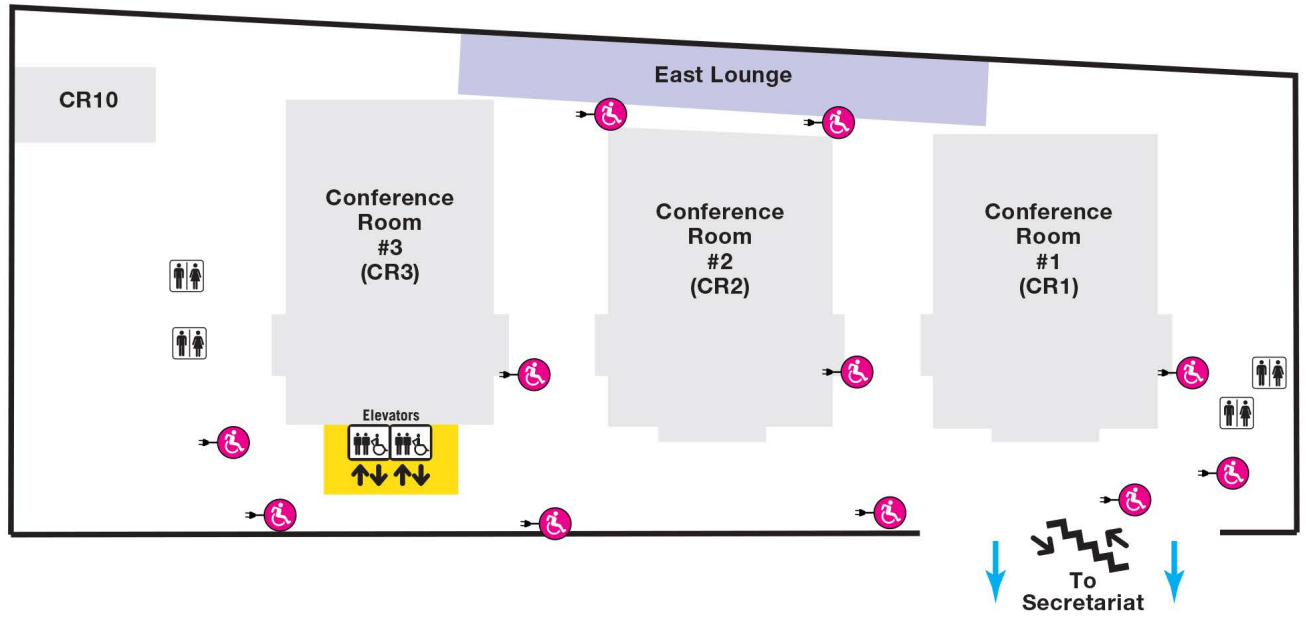 East Lounge
CR10
Conference
Room
#3
(CR3)
Conference
Room
#2
(CR2)
Conference
Room
#1
(CR1)
Elevators
To
Secretariat